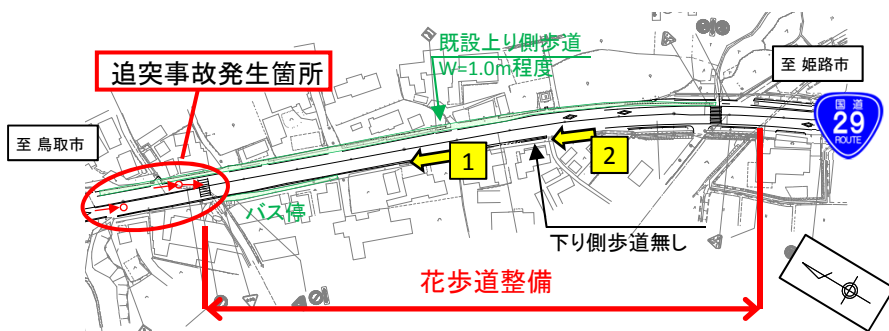 既設上り側歩道
W=1.0m程度
追突事故発生箇所
至 姫路市
国道
29
ROUTE
至 鳥取市
1
2
バス停
下り側歩道無し
花歩道整備